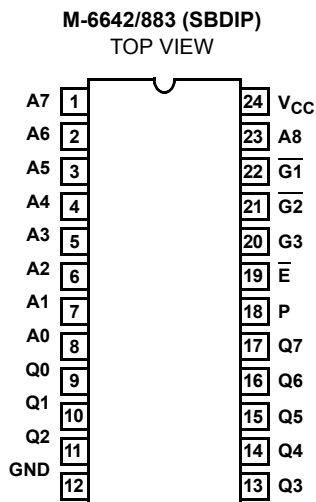 M-6642/883 (SBDIP)
TOP VIEW
A7 1 24 VCC
A6 2 23 A8
A5 3 22 G̅1̅
A4 4 21 G̅2̅
A3 5 20 G3
A2 6 19 E̅
A1 7 18 P
A0 8 17 Q7
Q0 9 16 Q6
Q1 10 15 Q5
Q2 11 14 Q4
GND 12 13 Q3